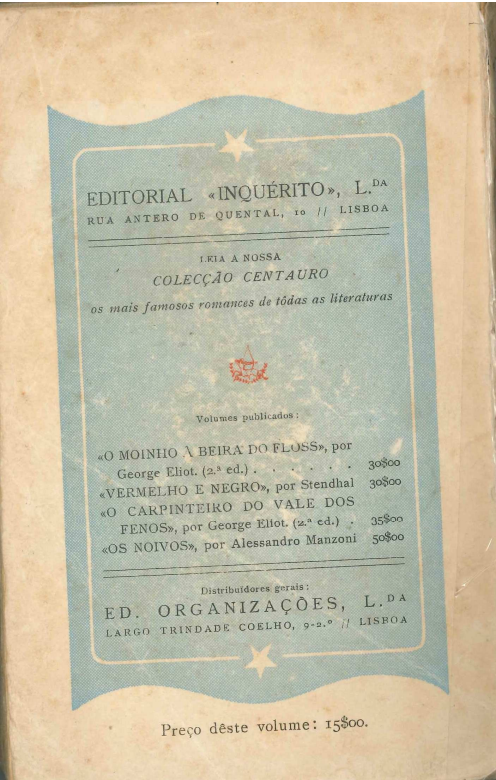 EDITORIAL «INQUÉRITO», L.DA
RUA ANTERO DE QUENTAL, 10 // LISBOA
LEIA A NOSSA
COLECÇÃO CENTAURO
os mais famosos romances de tôdas as literaturas
Volumes publicados:
«O MOINHO À BEIRA DO FLOSS», por
George Eliot. (2.ª ed.) . . . . . . 30$00
«VERMELHO E NEGRO», por Stendhal 30$00
«O CARPINTEIRO DO VALE DOS
FENOS», por George Eliot (2.ª ed.) . 35$00
«OS NOIVOS», por Alessandro Manzoni 50$00
Distribuïdores gerais:
ED. ORGANIZAÇÕES, L.DA
LARGO TRINDADE COELHO, 9-2.º // LISBOA
Preço dêste volume: 15$00.